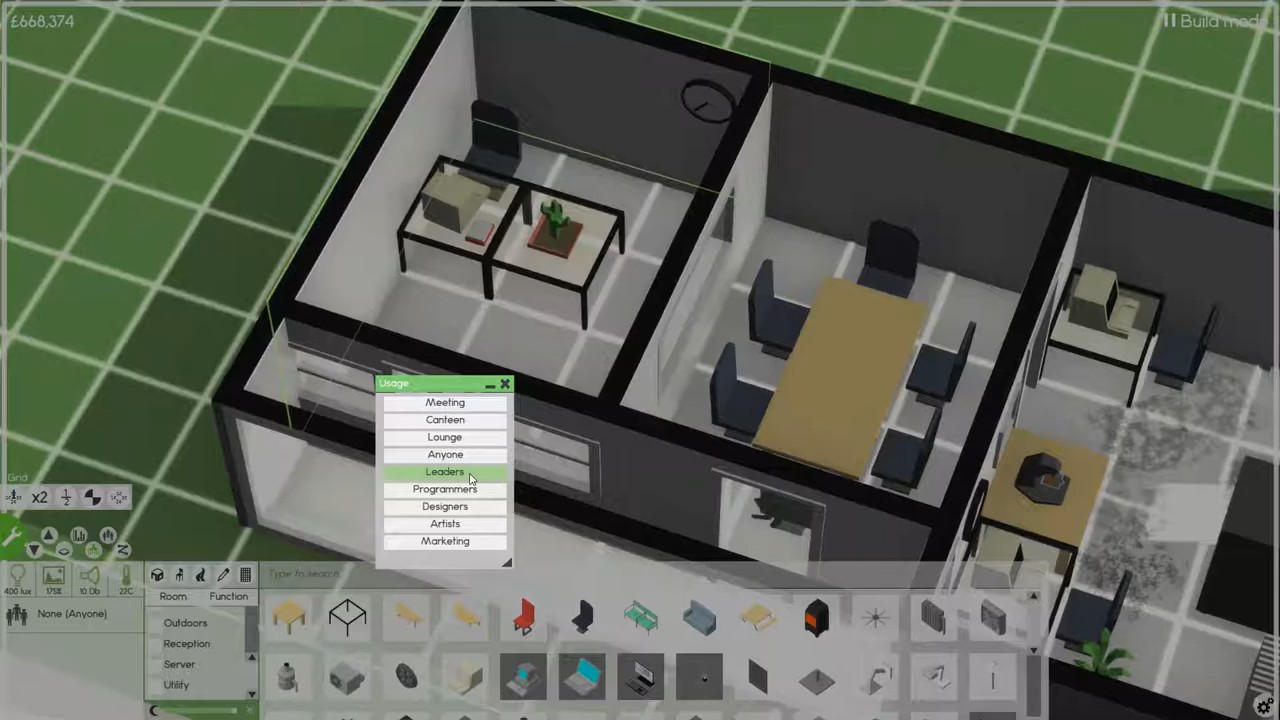 £668,374
Build mode
Usage
Meeting
Canteen
Lounge
Anyone
Leaders
Programmers
Designers
Artists
Marketing
Grid
x2
400 lux
175%
10 Db
22C
None (Anyone)
Room
Function
Outdoors
Reception
Server
Utility
Type to search